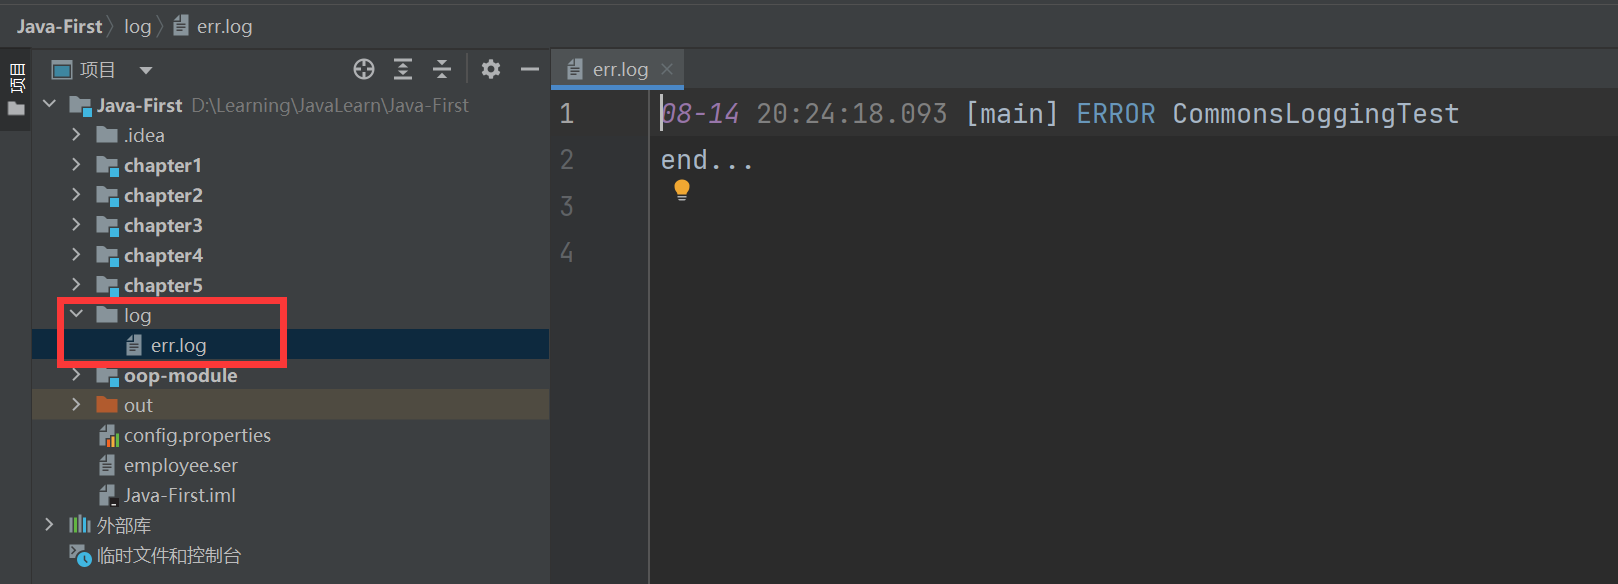 Java-First log err.log
项目
项目
Java-First D:\Learning\JavaLearn\Java-First
.idea
chapter1
chapter2
chapter3
chapter4
chapter5
log
err.log
oop-module
out
config.properties
employee.ser
Java-First.iml
外部库
临时文件和控制台
err.log
1 08-14 20:24:18.093 [main] ERROR CommonsLoggingTest
2 end...
3
4